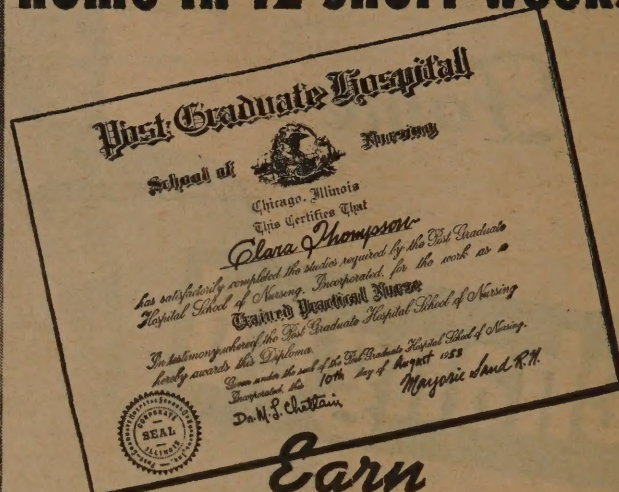 HOME IN 12 SHORT WEEKS
Post Graduate Hospital
School of Nursing
Chicago, Illinois
This Certifies That
Clara Thompson
has satisfactorily completed the studies required by the Post Graduate
Hospital School of Nursing, Incorporated, for the work as a
Trained Practical Nurse
In testimony whereof the Post Graduate Hospital School of Nursing
hereby awards this Diploma.
Given under the seal of the Post Graduate Hospital School of Nursing.
Incorporated, this 10th day of August 1953
Dr. M. J. Chettain Marjorie Sand R.N.
CORPORATE
SEAL
ILLINOIS
Earn